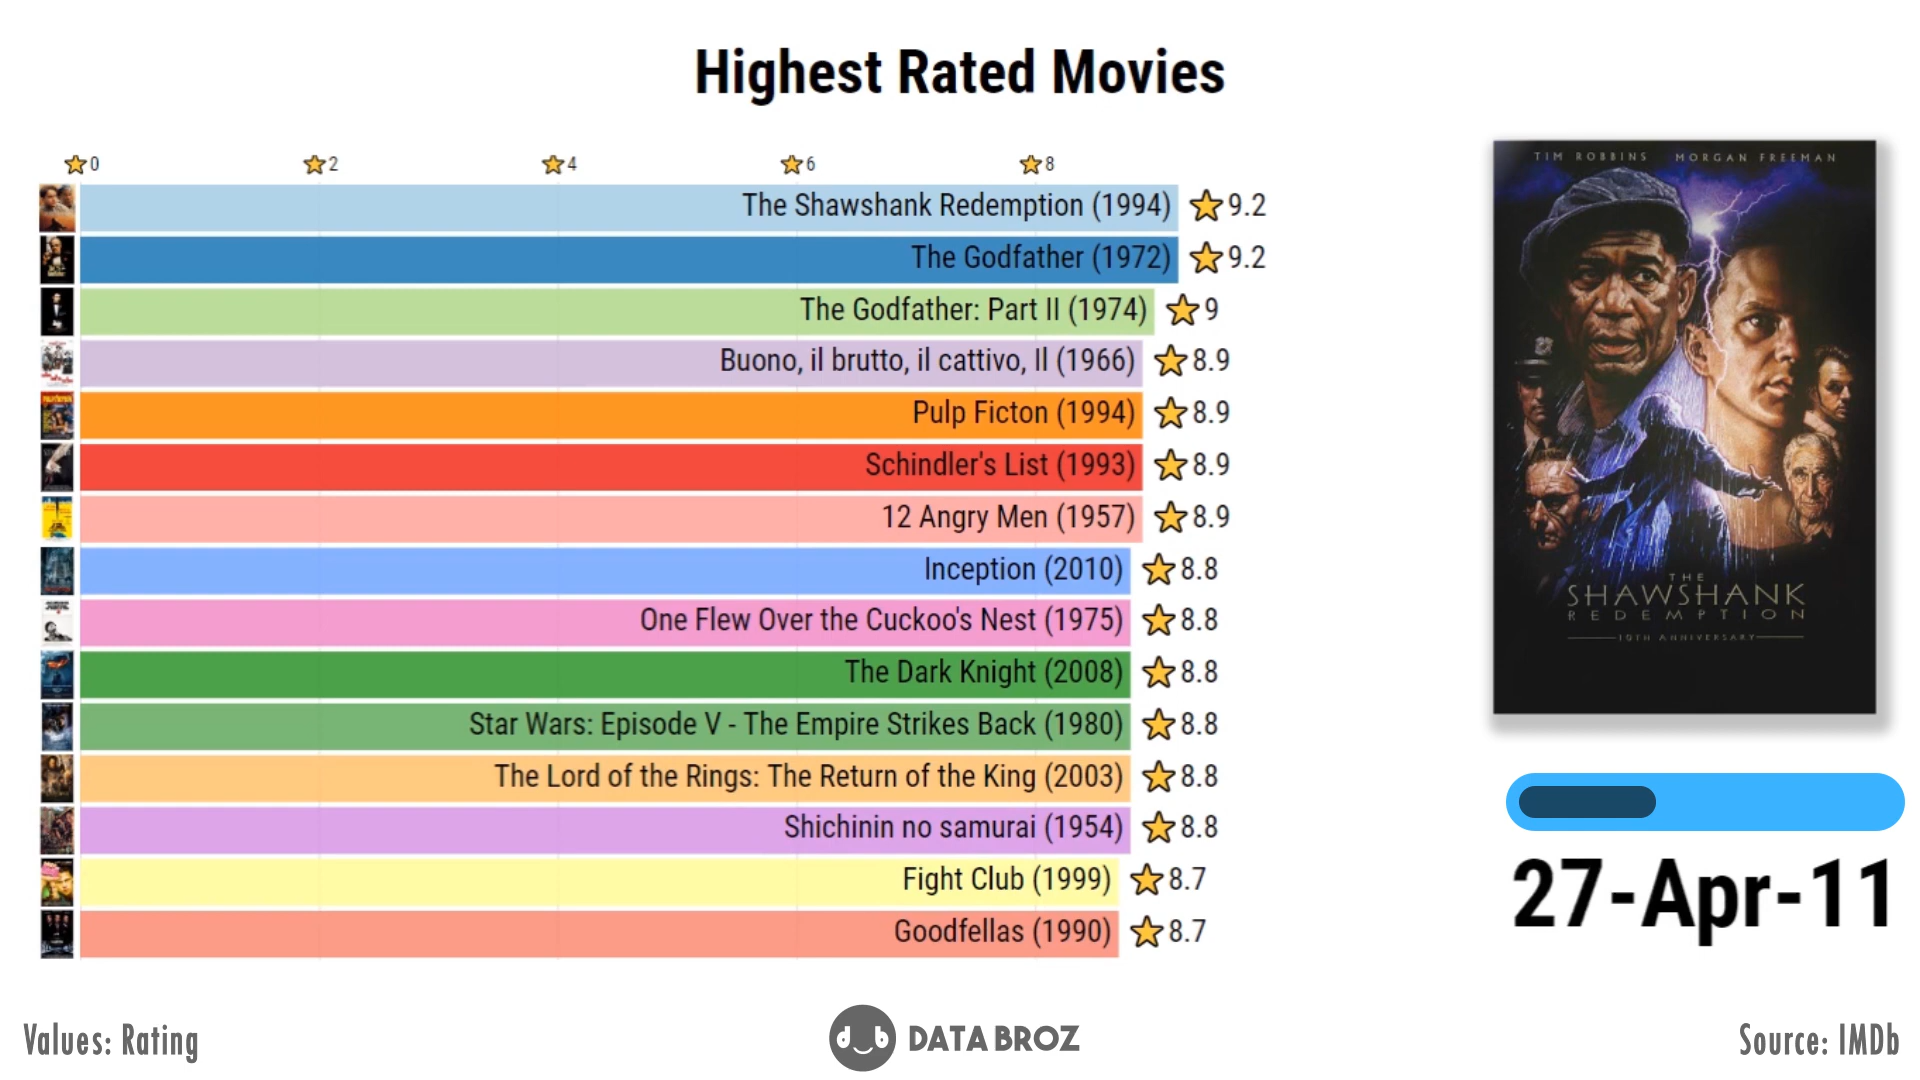 Highest Rated Movies
0 2 4 6 8
The Shawshank Redemption (1994) 9.2
The Godfather (1972) 9.2
The Godfather: Part II (1974) 9
Buono, il brutto, il cattivo, Il (1966) 8.9
Pulp Ficton (1994) 8.9
Schindler's List (1993) 8.9
12 Angry Men (1957) 8.9
Inception (2010) 8.8
One Flew Over the Cuckoo's Nest (1975) 8.8
The Dark Knight (2008) 8.8
Star Wars: Episode V - The Empire Strikes Back (1980) 8.8
The Lord of the Rings: The Return of the King (2003) 8.8
Shichinin no samurai (1954) 8.8
Fight Club (1999) 8.7
Goodfellas (1990) 8.7
TIM ROBBINS MORGAN FREEMAN
THE
SHAWSHANK
REDEMPTION
10TH ANNIVERSARY
27-Apr-11
Values: Rating
d_b DATA BROZ
Source: IMDb